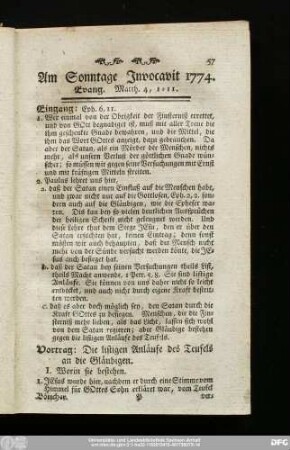 57
Am Sonntage Invocavit 1774.
Evang. Matth. 4, 1-11.
Eingang: Eph. 6, 11.
1. Wer einmal von der Obrigkeit der Finsterniß errettet,
und von GOtt begnadiget ist, muß mit aller Treue die
ihm geschenkte Gnade bewahren, und die Mittel, die
ihm das Wort GOttes anzeigt, dazu gebrauchen. Da
aber der Satan, als ein Mörder der Menschen, nichts
mehr, als unsern Verlust der göttlichen Gnade wün-
schet; so müssen wir gegen seine Versuchungen mit Ernst
und mit kräftigen Mitteln streiten.
2. Paulus lehret uns hier,
a. daß der Satan einen Einfluß auf die Menschen habe,
und zwar nicht nur auf die Gottlosen, Eph. 2, 2. son-
dern auch auf die Gläubigen, wie die Epheser wa-
ren. Dis kan bey so vielen deutlichen Aussprüchen
der heiligen Schrift nicht geleugnet werden. Und
diese lehre that dem Siege JEsu, den er über den
Satan erfochten hat, keinen Eintrag; denn sonst
müßten wir auch behaupten, daß der Mensch nicht
mehr von der Sünde versucht werden könte, die JE-
sus auch besieget hat.
b. daß der Satan bey seinen Versuchungen theils List,
theils Macht anwende, 1 Petr. 5, 8. Sie sind listige
Anläufe. Sie können von uns daher nicht so leicht
entdecket, und auch nicht durch eigene Kraft bestrit-
ten werden.
c. daß es aber doch möglich sey, den Satan durch die
Kraft GOttes zu besiegen. Menschen, die die Fin-
sterniß mehr lieben, als das Licht, lassen sich wohl
von dem Satan regieren; aber Gläubige bestehen
gegen die listigen Anläufe des Teufels.
Vortrag: Die listigen Anläufe des Teufels
an die Gläubigen.
I. Worin sie bestehen.
1. JEsus wurde hier, nachdem er durch eine Stimme vom
Himmel für GOttes Sohn erklärt war, vom Teufel